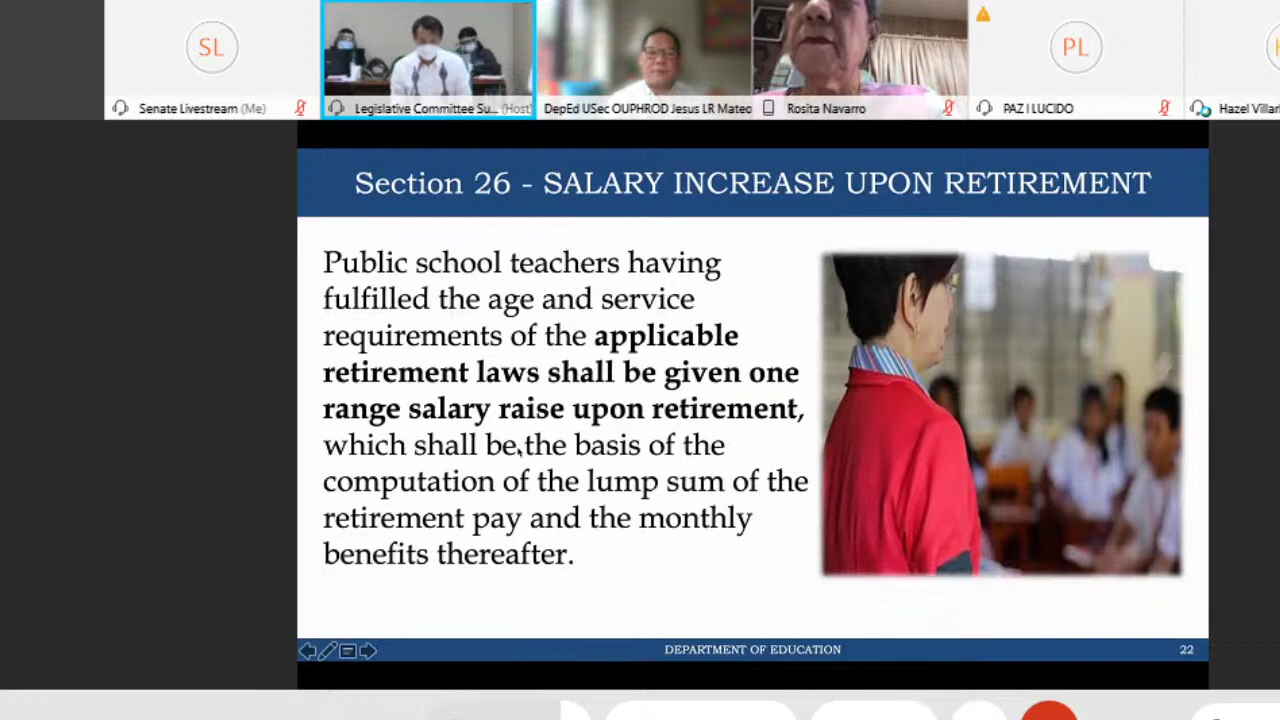 SL
PL
Senate Livestream (Me)
Legislative Committee Su... (Host)
DepEd USec OUPHROD Jesus LR Mateo
Rosita Navarro
PAZ I LUCIDO
Hazel Villar
Section 26 - SALARY INCREASE UPON RETIREMENT
Public school teachers having
fulfilled the age and service
requirements of the applicable
retirement laws shall be given one
range salary raise upon retirement,
which shall be the basis of the
computation of the lump sum of the
retirement pay and the monthly
benefits thereafter.
DEPARTMENT OF EDUCATION
22